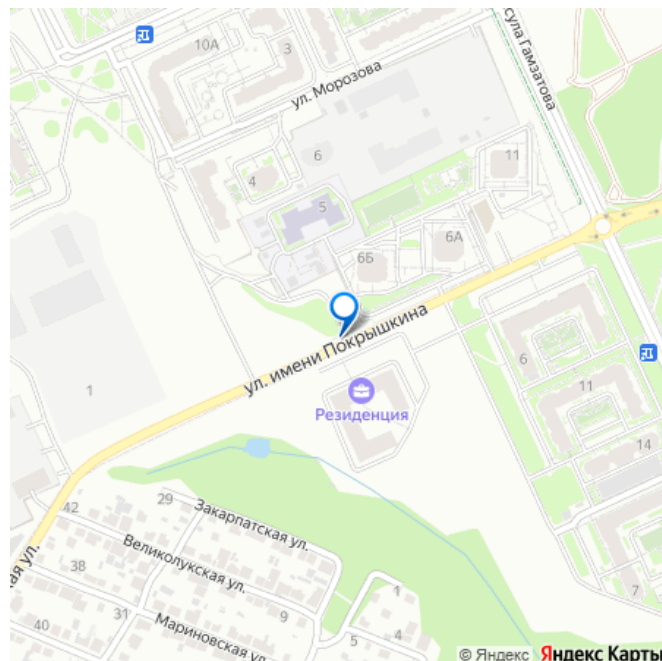 10А
3
ул. Морозова
сула Гамзатова
6
11
4
5
6А
6Б
ул. имени Покрышкина
6
1
11
Резиденция
14
29
Закарпатская ул.
42
Великолукская ул.
ая ул.
38
1
7
31
9
40
Мариновская ул.
5
4
© Яндекс Яндекс Карты